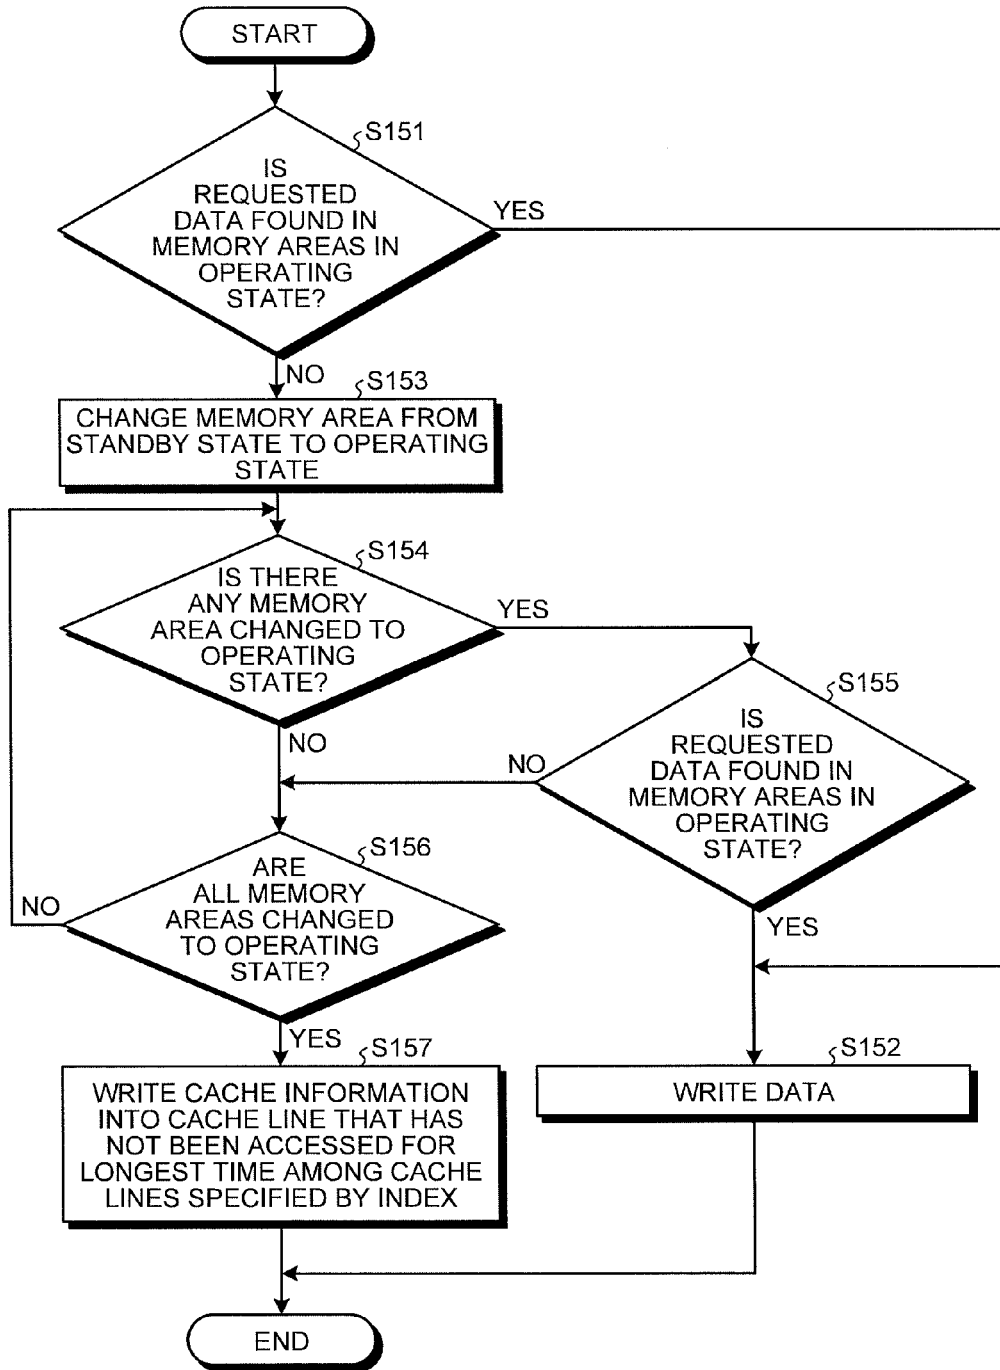 START
S151
IS
REQUESTED
DATA FOUND IN
MEMORY AREAS IN
OPERATING
STATE?
YES
NO
S153
CHANGE MEMORY AREA FROM
STANDBY STATE TO OPERATING
STATE
S154
IS THERE
ANY MEMORY
AREA CHANGED TO
OPERATING
STATE?
YES
NO
S155
IS
REQUESTED
DATA FOUND IN
MEMORY AREAS IN
OPERATING
STATE?
NO
YES
S156
ARE
ALL MEMORY
AREAS CHANGED
TO OPERATING
STATE?
NO
YES
S157
WRITE CACHE INFORMATION
INTO CACHE LINE THAT HAS
NOT BEEN ACCESSED FOR
LONGEST TIME AMONG CACHE
LINES SPECIFIED BY INDEX
S152
WRITE DATA
END